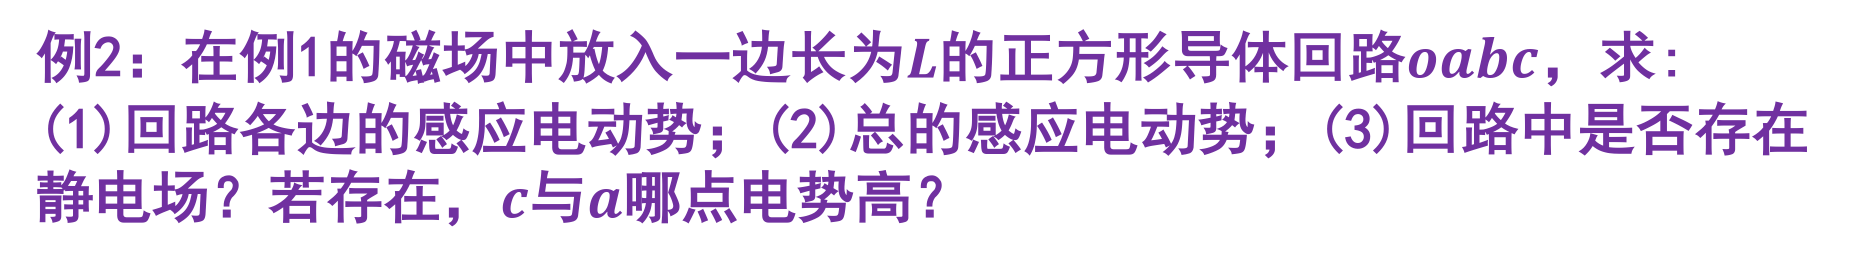 例2：在例1的磁场中放入一边长为L的正方形导体回路oabc，求：
(1)回路各边的感应电动势；(2)总的感应电动势；(3)回路中是否存在
静电场？若存在，c与a哪点电势高？